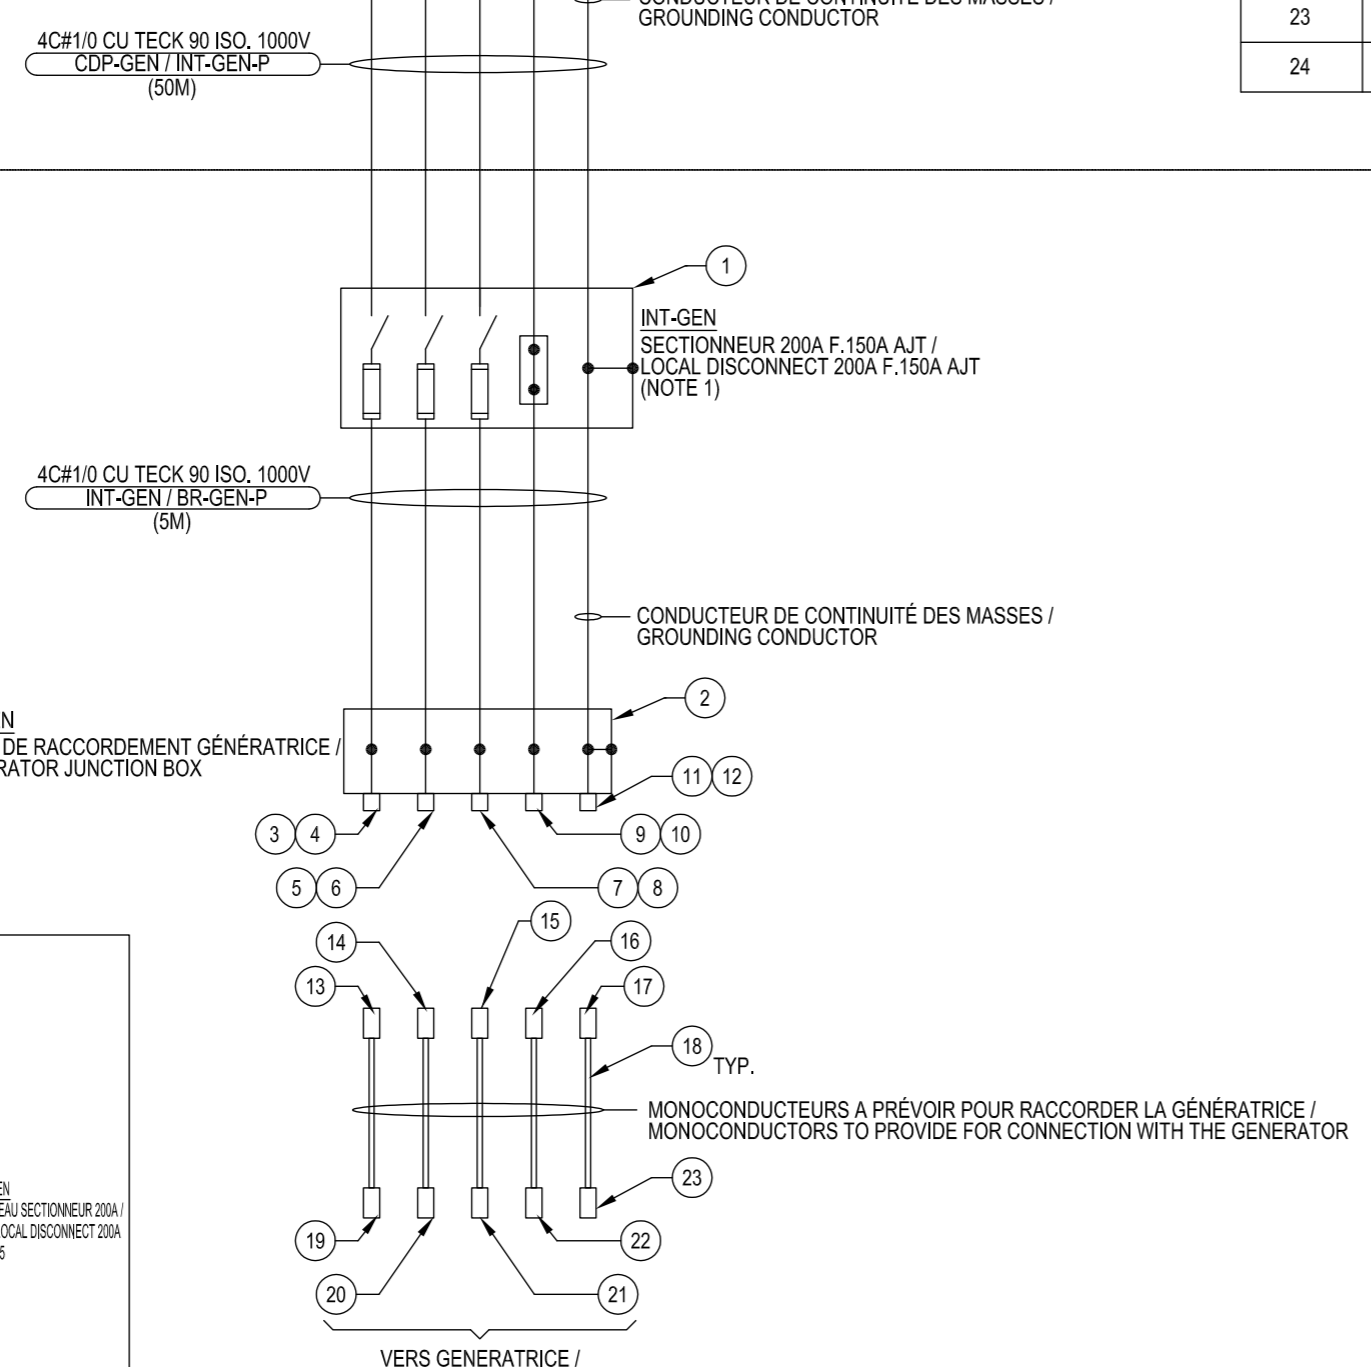 GROUNDING CONDUCTOR
23
24
4C#1/0 CU TECK 90 ISO. 1000V
CDP-GEN / INT-GEN-P
(50M)
1
INT-GEN
SECTIONNEUR 200A F.150A AJT /
LOCAL DISCONNECT 200A F.150A AJT
(NOTE 1)
4C#1/0 CU TECK 90 ISO. 1000V
INT-GEN / BR-GEN-P
(5M)
CONDUCTEUR DE CONTINUITÉ DES MASSES /
GROUNDING CONDUCTOR
2
DE RACCORDEMENT GÉNÉRATRICE /
JUNCTION BOX
11 12
3 4
9 10
5 6
7 8
15
14
16
13
17
18
TYP.
MONOCONDUCTEURS A PRÉVOIR POUR RACCORDER LA GÉNÉRATRICE /
MONOCONDUCTORS TO PROVIDE FOR CONNECTION WITH THE GENERATOR
23
SECTIONNEUR 200A /
DISCONNECT 200A
19
22
20
21
VERS GENERATRICE /